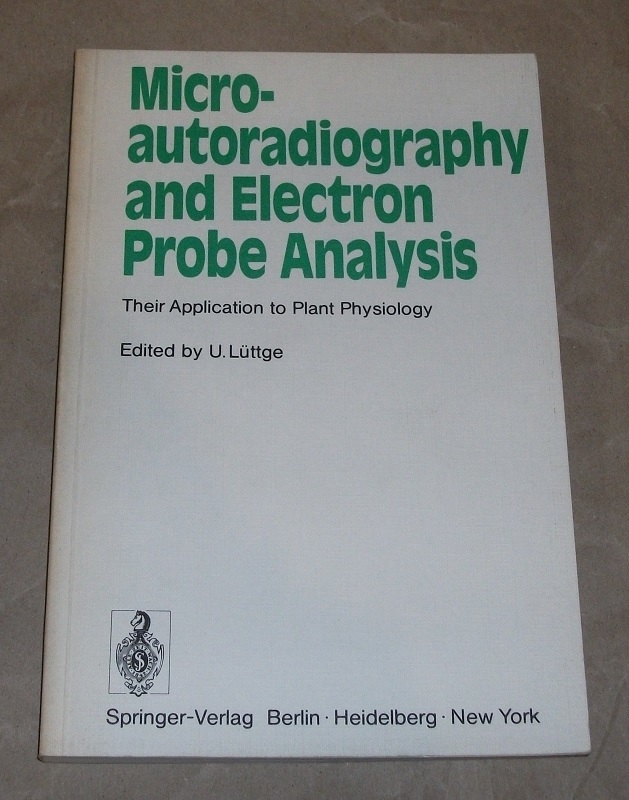 Micro-
autoradiography
and Electron
Probe Analysis
Their Application to Plant Physiology
Edited by U. Lüttge
Springer-Verlag Berlin · Heidelberg · New York